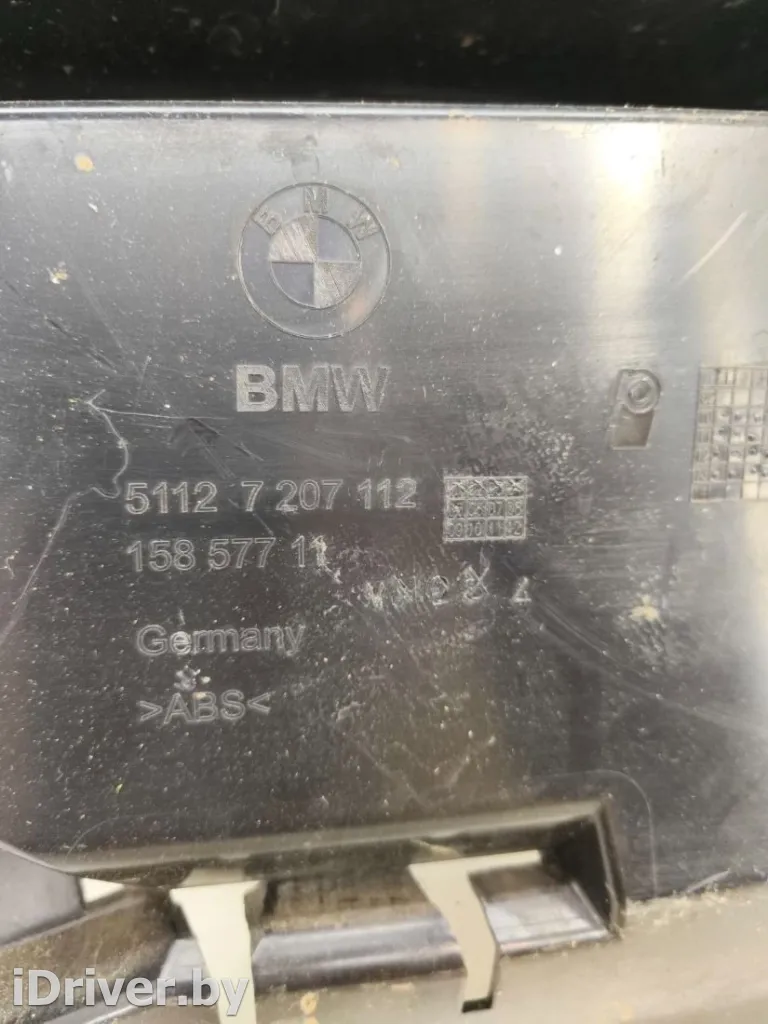 BMW
BMW
5112 7 207 112
158 577 11
Germany
>ABS<
iDriver.by